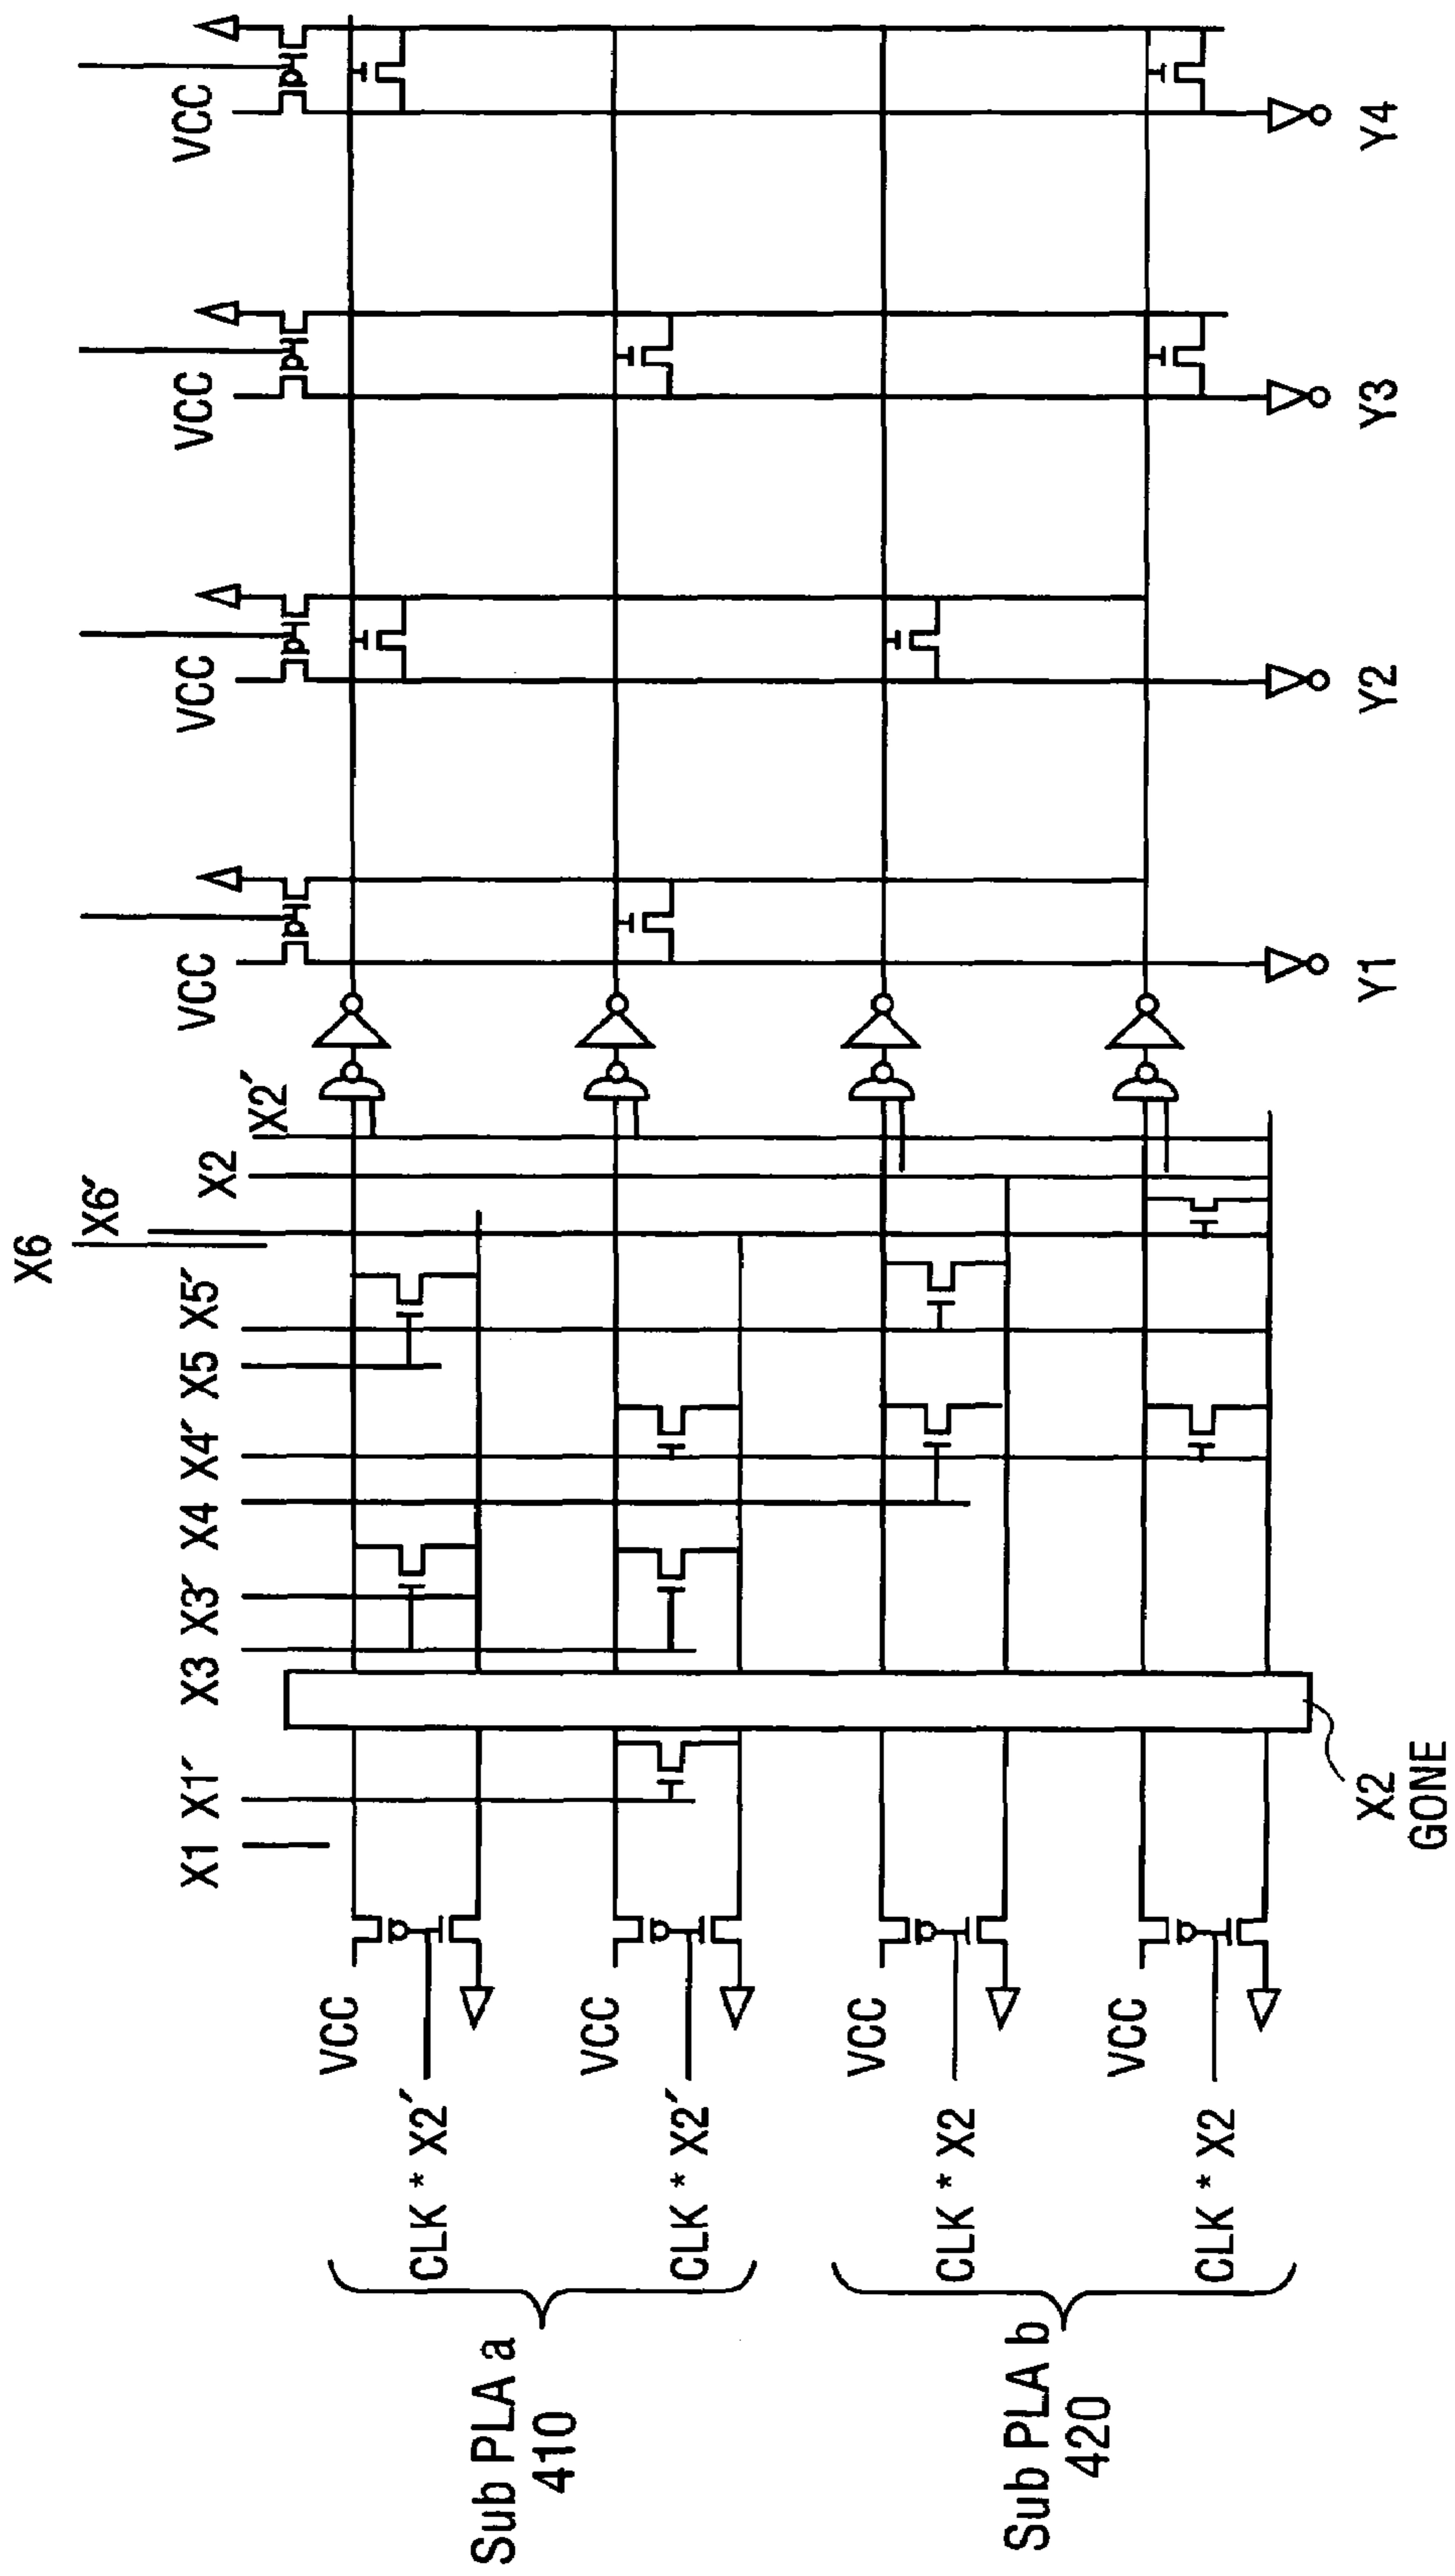 X1 X1′ X3 X3′ X4 X4′ X5 X5′ X6 X6′ X2 X2′
VCC VCC VCC VCC
VCC
CLK * X2′
VCC
CLK * X2′
VCC
CLK * X2
VCC
CLK * X2
Sub PLA a
410
Sub PLA b
420
X2
GONE
Y1 Y2 Y3 Y4